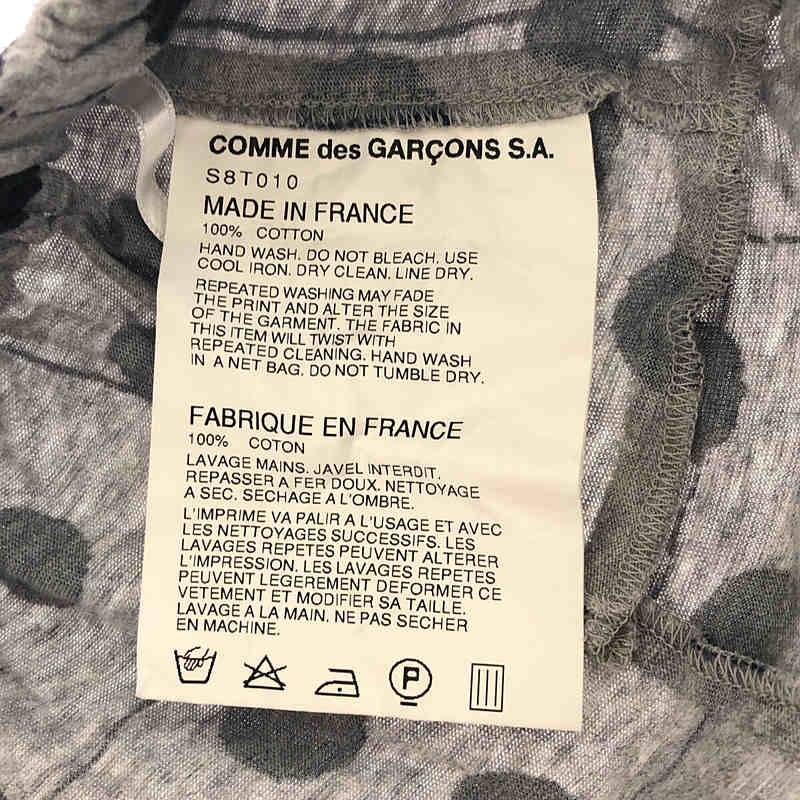 COMME des GARÇONS S.A.
S8T010
MADE IN FRANCE
100% COTTON
HAND WASH. DO NOT BLEACH. USE
COOL IRON. DRY CLEAN. LINE DRY.
REPEATED WASHING MAY FADE
THE PRINT AND ALTER THE SIZE
OF THE GARMENT. THE FABRIC IN
THIS ITEM WILL TWIST WITH
REPEATED CLEANING. HAND WASH
IN A NET BAG. DO NOT TUMBLE DRY.
FABRIQUE EN FRANCE
100% COTON
LAVAGE MAINS. JAVEL INTERDIT.
REPASSER A FER DOUX. NETTOYAGE
A SEC. SECHAGE A L'OMBRE.
L'IMPRIME VA PALIR A L'USAGE ET AVEC
LES NETTOYAGES SUCCESSIFS. LES
LAVAGES REPETES PEUVENT ALTERER
L'IMPRESSION. LES LAVAGES REPETES
PEUVENT LEGEREMENT DEFORMER CE
VETEMENT ET MODIFIER SA TAILLE.
LAVAGE A LA MAIN. NE PAS SECHER
EN MACHINE.
P